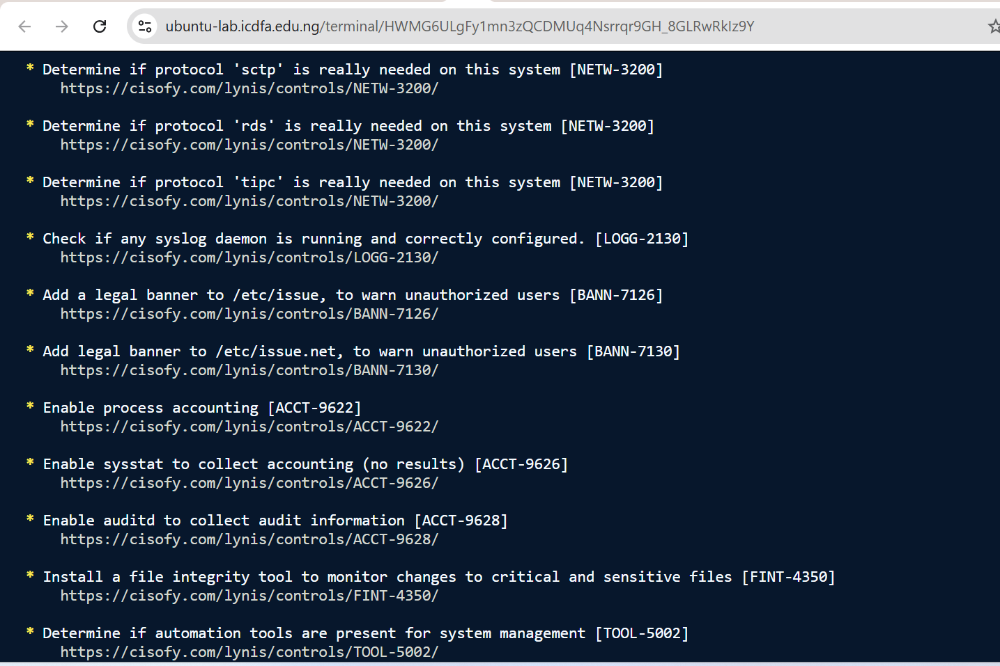 ubuntu-lab.icdfa.edu.ng/terminal/HWMG6ULgFy1mn3zQCDMUq4Nsrrqr9GH_8GLRwRkIz9Y
* Determine if protocol 'sctp' is really needed on this system [NETW-3200]
https://cisofy.com/lynis/controls/NETW-3200/
* Determine if protocol 'rds' is really needed on this system [NETW-3200]
https://cisofy.com/lynis/controls/NETW-3200/
* Determine if protocol 'tipc' is really needed on this system [NETW-3200]
https://cisofy.com/lynis/controls/NETW-3200/
* Check if any syslog daemon is running and correctly configured. [LOGG-2130]
https://cisofy.com/lynis/controls/LOGG-2130/
* Add a legal banner to /etc/issue, to warn unauthorized users [BANN-7126]
https://cisofy.com/lynis/controls/BANN-7126/
* Add legal banner to /etc/issue.net, to warn unauthorized users [BANN-7130]
https://cisofy.com/lynis/controls/BANN-7130/
* Enable process accounting [ACCT-9622]
https://cisofy.com/lynis/controls/ACCT-9622/
* Enable sysstat to collect accounting (no results) [ACCT-9626]
https://cisofy.com/lynis/controls/ACCT-9626/
* Enable auditd to collect audit information [ACCT-9628]
https://cisofy.com/lynis/controls/ACCT-9628/
* Install a file integrity tool to monitor changes to critical and sensitive files [FINT-4350]
https://cisofy.com/lynis/controls/FINT-4350/
* Determine if automation tools are present for system management [TOOL-5002]
https://cisofy.com/lynis/controls/TOOL-5002/